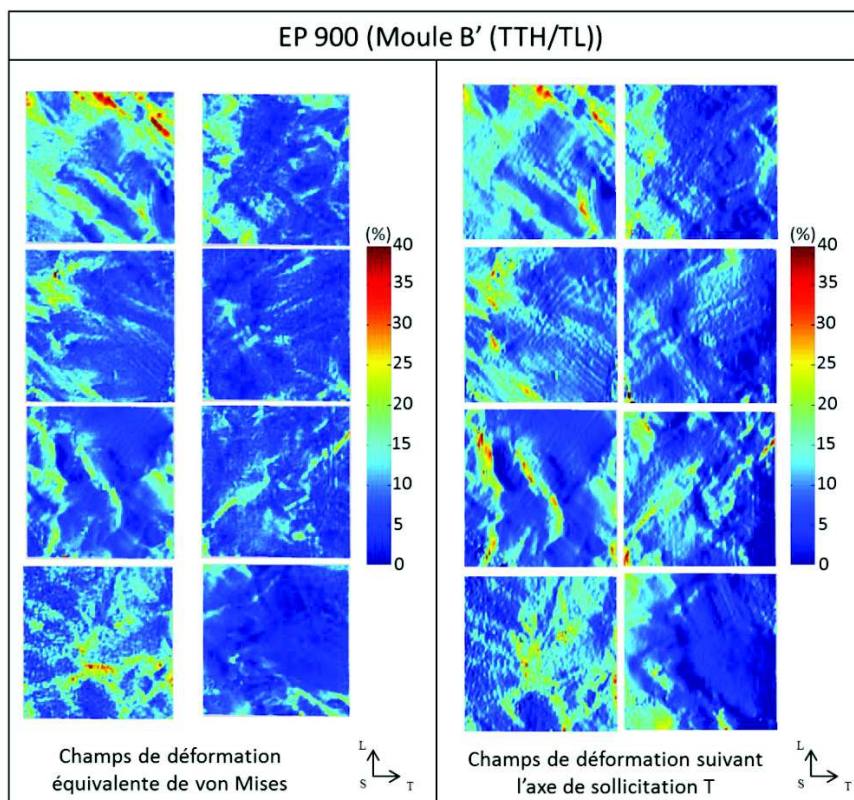 EP 900 (Moule B’ (TTH/TL))
(%)
40
35
30
25
20
15
10
5
0
Champs de déformation
équivalente de von Mises
L
S
T
(%)
40
35
30
25
20
15
10
5
0
Champs de déformation suivant
l’axe de sollicitation T
L
S
T